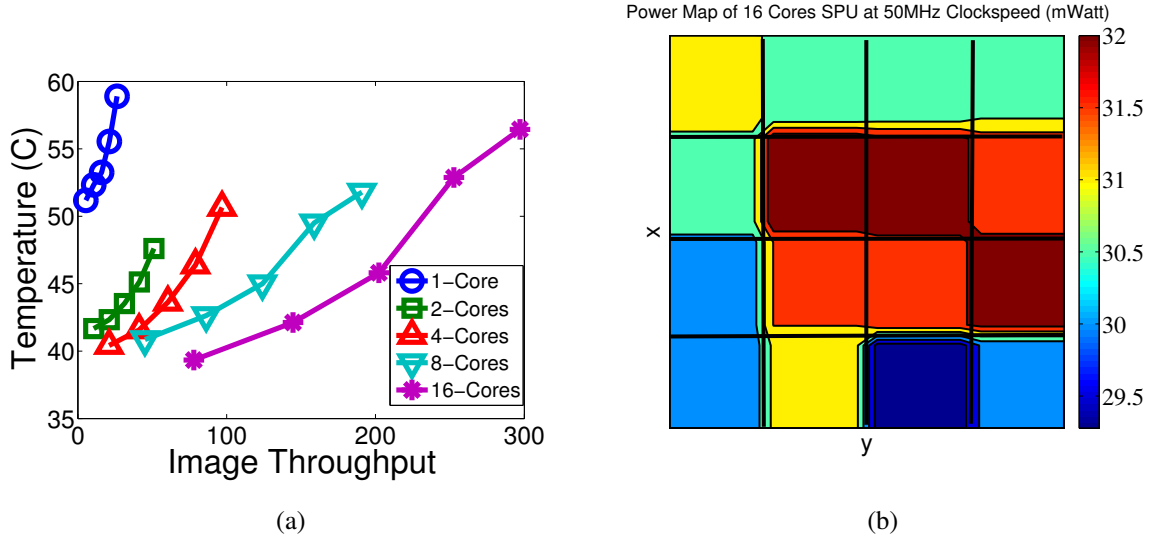 Power Map of 16 Cores SPU at 50MHz Clockspeed (mWatt)
60
55
50
45
40
35
Temperature (C)
0
100
200
300
Image Throughput
1−Core
2−Cores
4−Cores
8−Cores
16−Cores
(a)
x
y
32
31.5
31
30.5
30
29.5
(b)